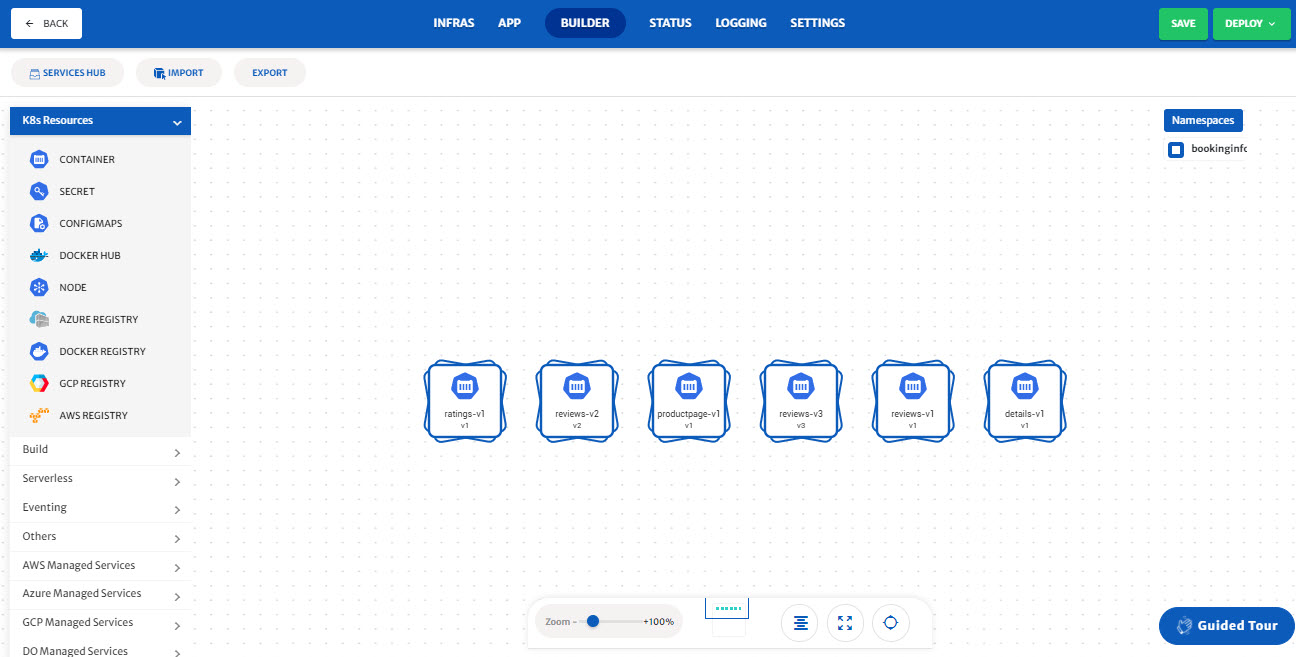 BACK
INFRAS
APP
BUILDER
STATUS
LOGGING
SETTINGS
SAVE
DEPLOY
SERVICES HUB
IMPORT
EXPORT
K8s Resources
CONTAINER
SECRET
CONFIGMAPS
DOCKER HUB
NODE
AZURE REGISTRY
DOCKER REGISTRY
GCP REGISTRY
AWS REGISTRY
Build
Serverless
Eventing
Others
AWS Managed Services
Azure Managed Services
GCP Managed Services
DO Managed Services
Namespaces
bookinginfo
ratings-v1
v1
reviews-v2
v2
productpage-v1
v1
reviews-v3
v3
reviews-v1
v1
details-v1
v1
Zoom - +100%
Guided Tour